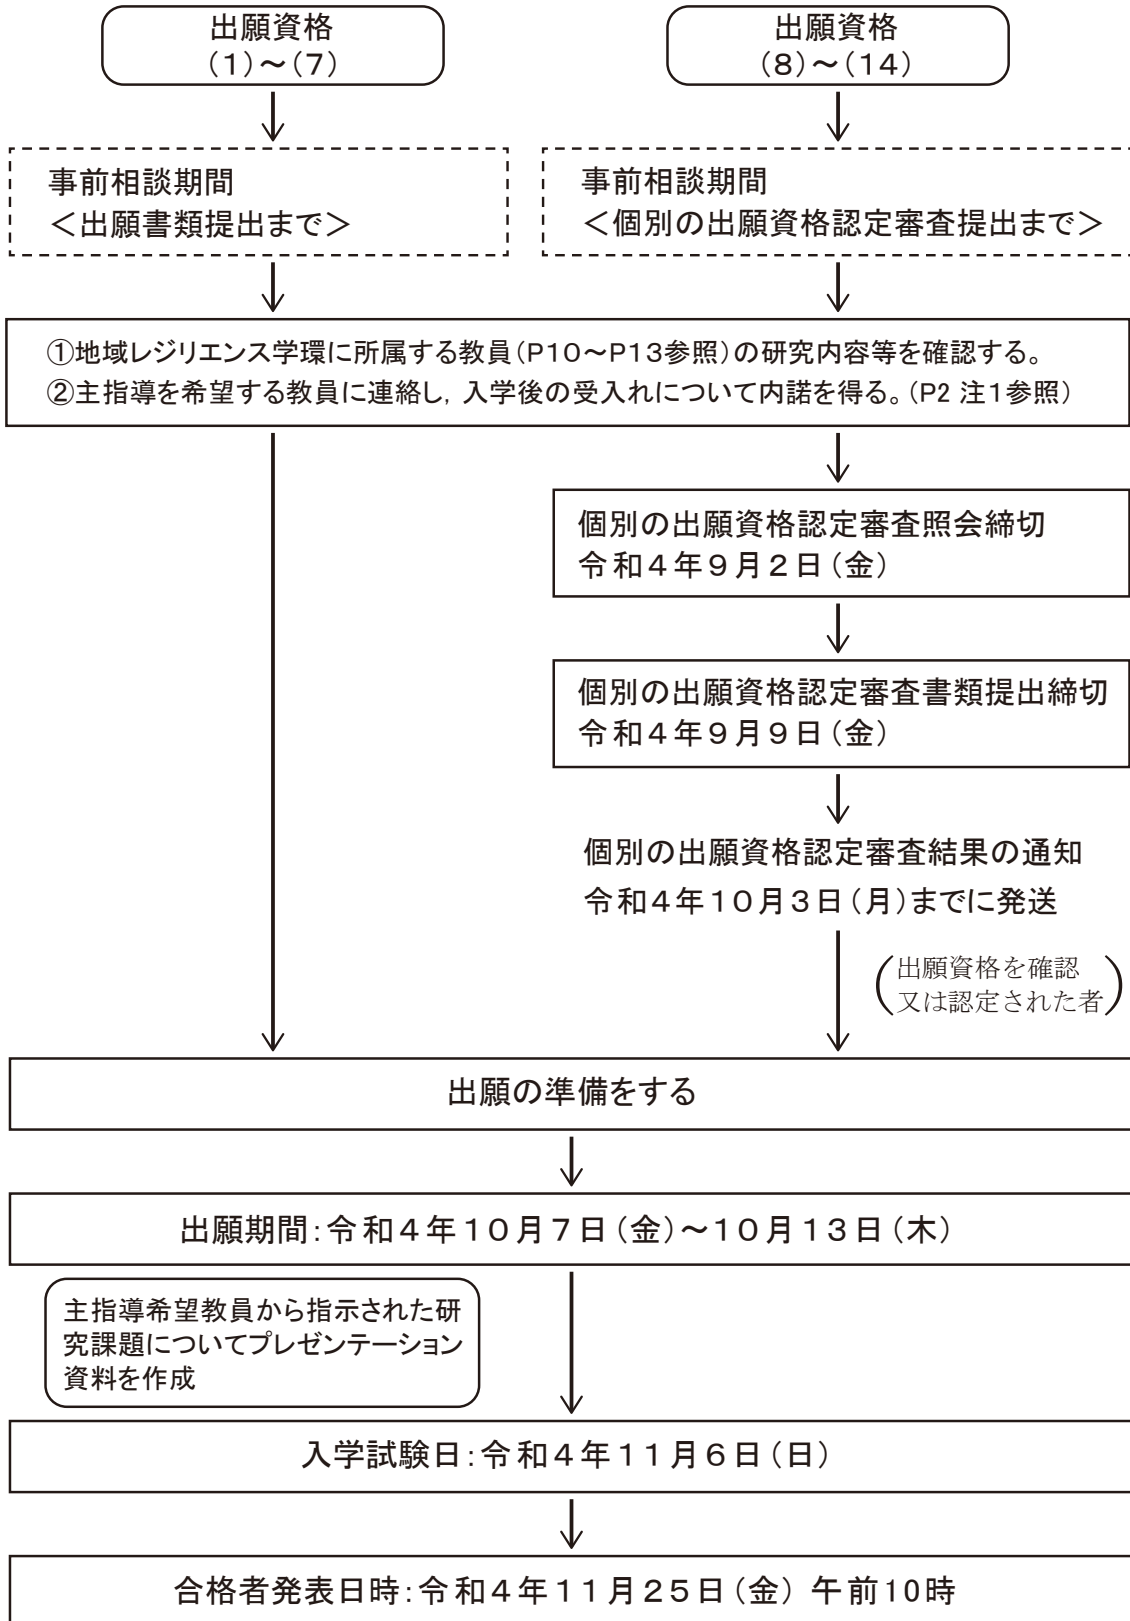 出願資格
（１）～（７）
出願資格
（８）～（１４）
事前相談期間
＜出願書類提出まで＞
事前相談期間
＜個別の出願資格認定審査提出まで＞
①地域レジリエンス学環に所属する教員（P１０～P１３参照）の研究内容等を確認する。
②主指導を希望する教員に連絡し，入学後の受入れについて内諾を得る。（P２ 注１参照）
個別の出願資格認定審査照会締切
令和４年９月２日（金）
個別の出願資格認定審査書類提出締切
令和４年９月９日（金）
個別の出願資格認定審査結果の通知
令和４年１０月３日（月）までに発送
（出願資格を確認
又は認定された者）
出願の準備をする
出願期間：令和４年１０月７日（金）～１０月１３日（木）
主指導希望教員から指示された研
究課題についてプレゼンテーション
資料を作成
入学試験日：令和４年１１月６日（日）
合格者発表日時：令和４年１１月２５日（金） 午前10時